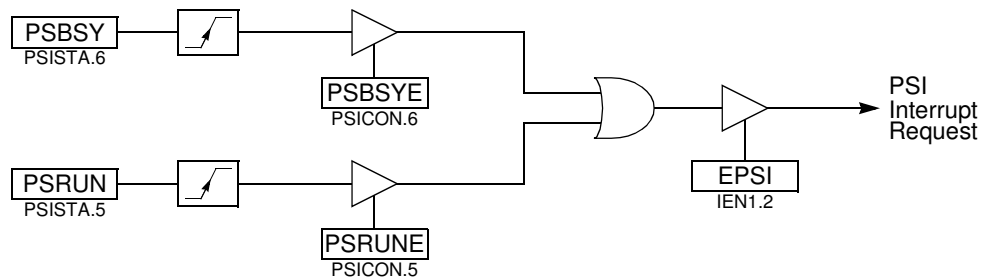 PSBSY
PSISTA.6
PSBSYE
PSICON.6
PSI
Interrupt
Request
PSRUN
PSISTA.5
EPSI
IEN1.2
PSRUNE
PSICON.5